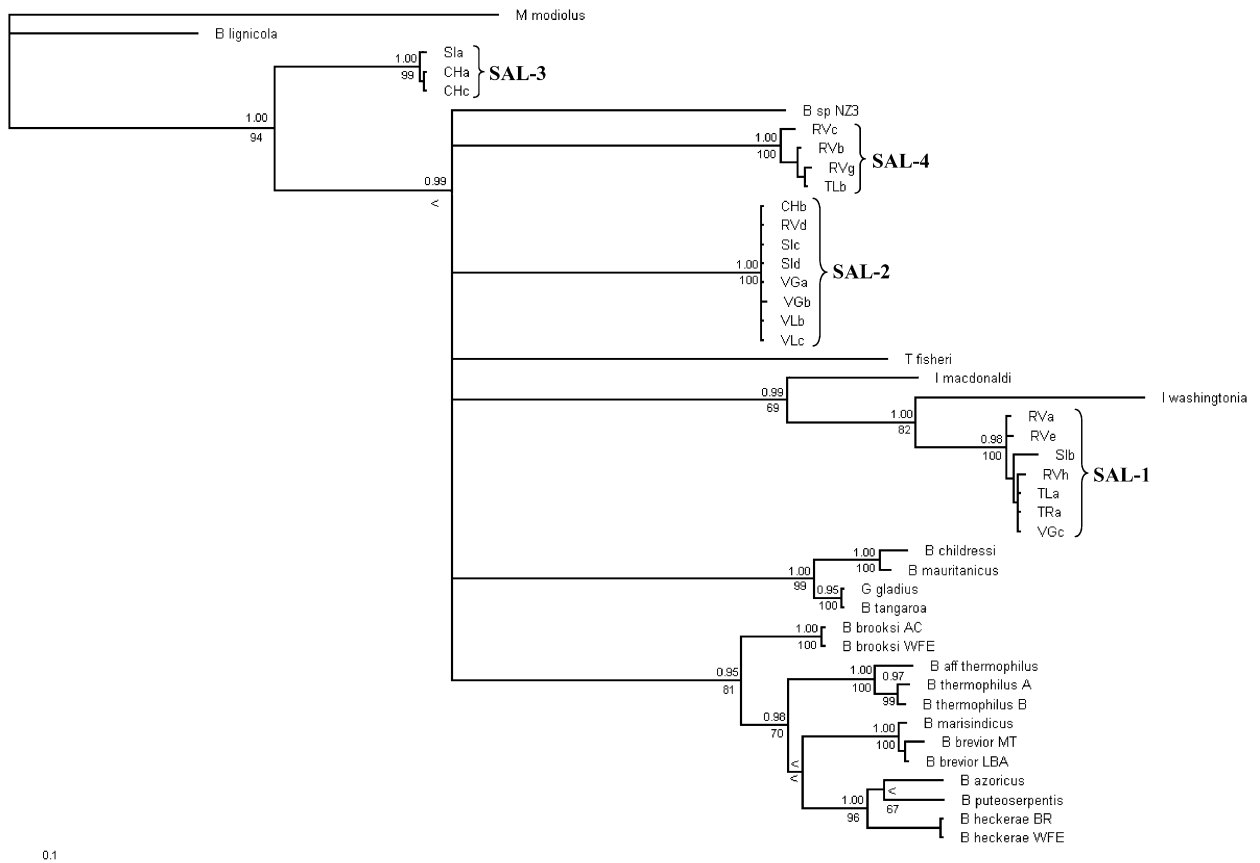 M modiolus
B lignicola
1.00
99
SIa
CHa
CHc
SAL-3
1.00
94
B sp NZ3
1.00
100
RVc
RVb
RVg
TLb
SAL-4
0.99
<
CHb
RVd
SIc
SId
VGa
VGb
VLb
VLc
1.00
100
SAL-2
T fisheri
I macdonaldi
0.99
69
I washingtonia
1.00
82
RVa
RVe
SIb
RVh
TLa
TRa
VGc
0.98
100
SAL-1
B childressi
1.00
100
B mauritanicus
1.00
99
G gladius
0.95
100
B tangaroa
B brooksi AC
1.00
100
B brooksi WFE
0.95
81
B aff thermophilus
1.00
100
0.97
99
B thermophilus A
B thermophilus B
0.98
70
B marisindicus
1.00
100
B brevior MT
B brevior LBA
<
<
B azoricus
<
67
B puteoserpentis
1.00
96
B heckerae BR
B heckerae WFE
0.1